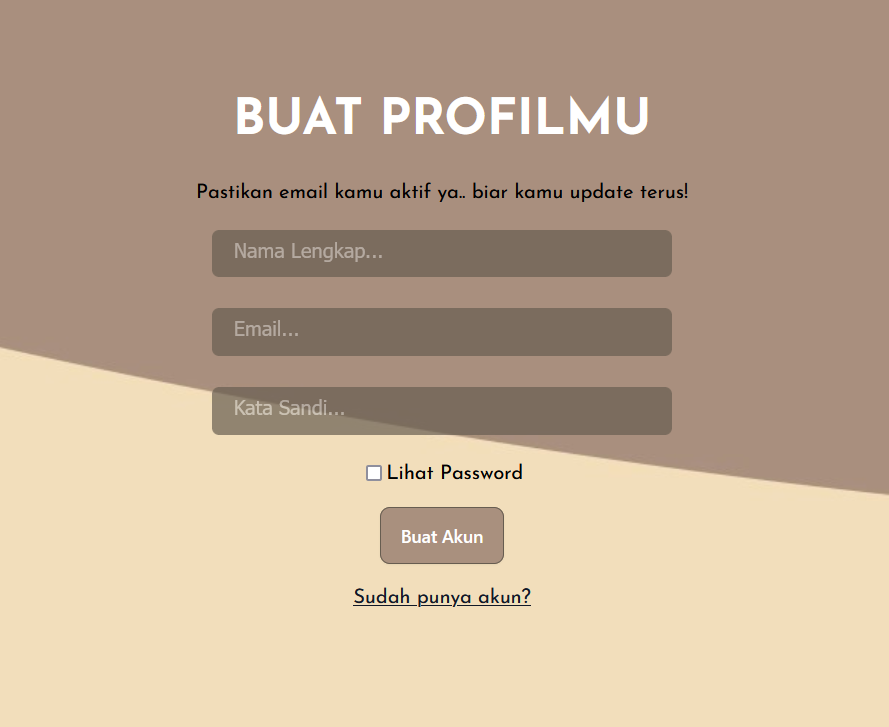 BUAT PROFILMU
Pastikan email kamu aktif ya.. biar kamu update terus!
Nama Lengkap...
Email...
Kata Sandi...
Lihat Password
Buat Akun
Sudah punya akun?